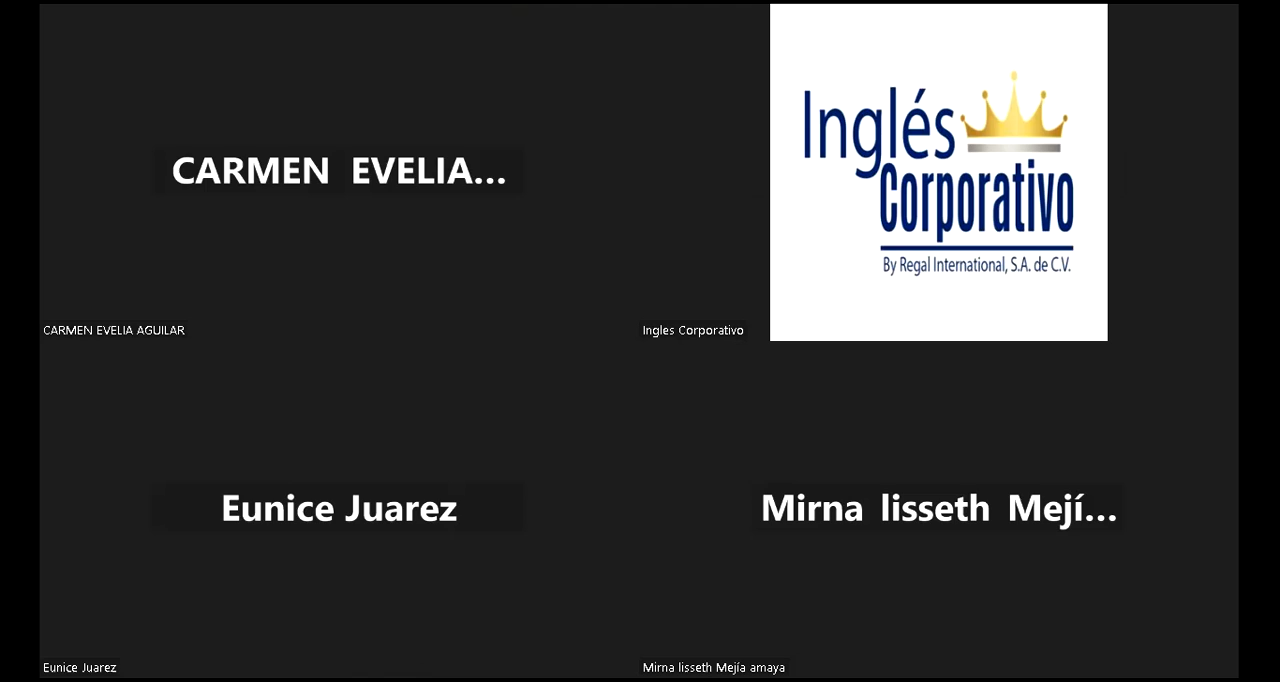 CARMEN EVELIA...
CARMEN EVELIA AGUILAR
Inglés
Corporativo
By Regal International, S.A. de C.V.
Ingles Corporativo
Eunice Juarez
Eunice Juarez
Mirna lisseth Mejí...
Mirna lisseth Mejía amaya